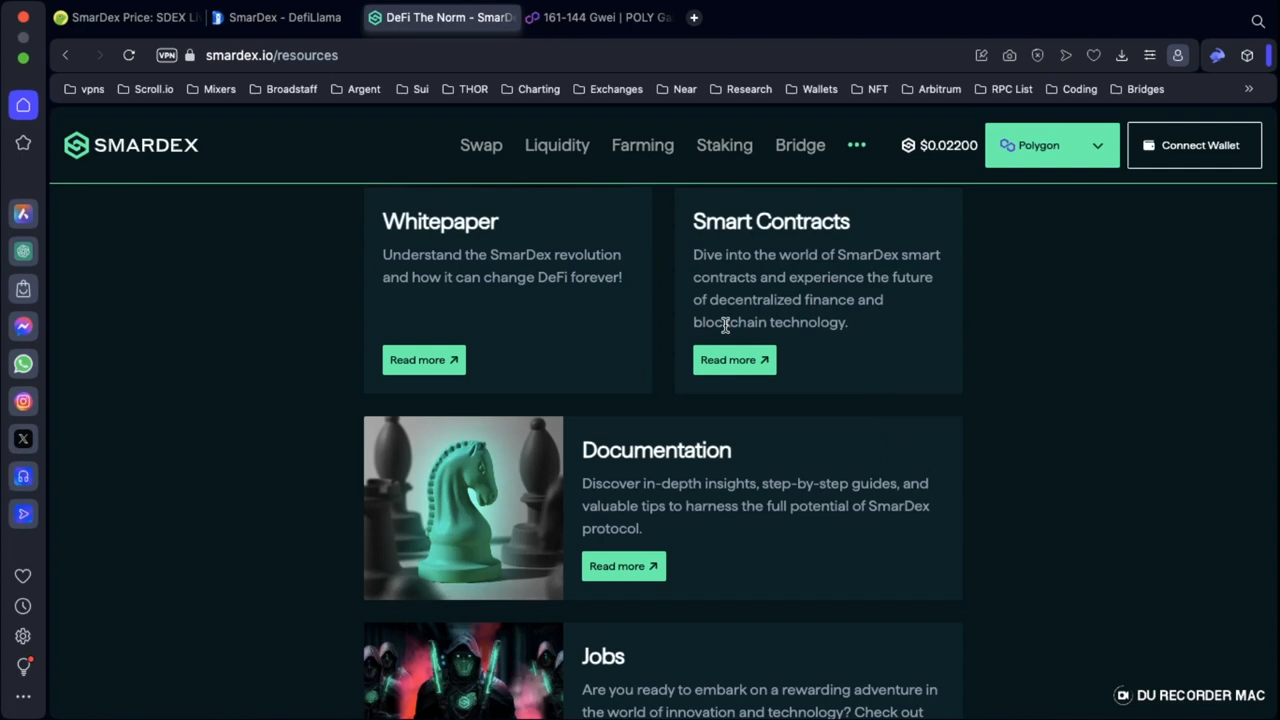 SmarDex Price: SDEX Li
SmarDex - DefiLlama
DeFi The Norm - SmarD
161-144 Gwei | POLY Ga
VPN
smardex.io/resources
vpns
Scroll.io
Mixers
Broadstaff
Argent
Sui
THOR
Charting
Exchanges
Near
Research
Wallets
NFT
Arbitrum
RPC List
Coding
Bridges
SMARDEX
Swap
Liquidity
Farming
Staking
Bridge
$0.02200
Polygon
Connect Wallet
Whitepaper
Understand the SmarDex revolution
and how it can change DeFi forever!
Read more
Smart Contracts
Dive into the world of SmarDex smart
contracts and experience the future
of decentralized finance and
blockchain technology.
Read more
Documentation
Discover in-depth insights, step-by-step guides, and
valuable tips to harness the full potential of SmarDex
protocol.
Read more
Jobs
Are you ready to embark on a rewarding adventure in
the world of innovation and technology? Check out
DU RECORDER MAC